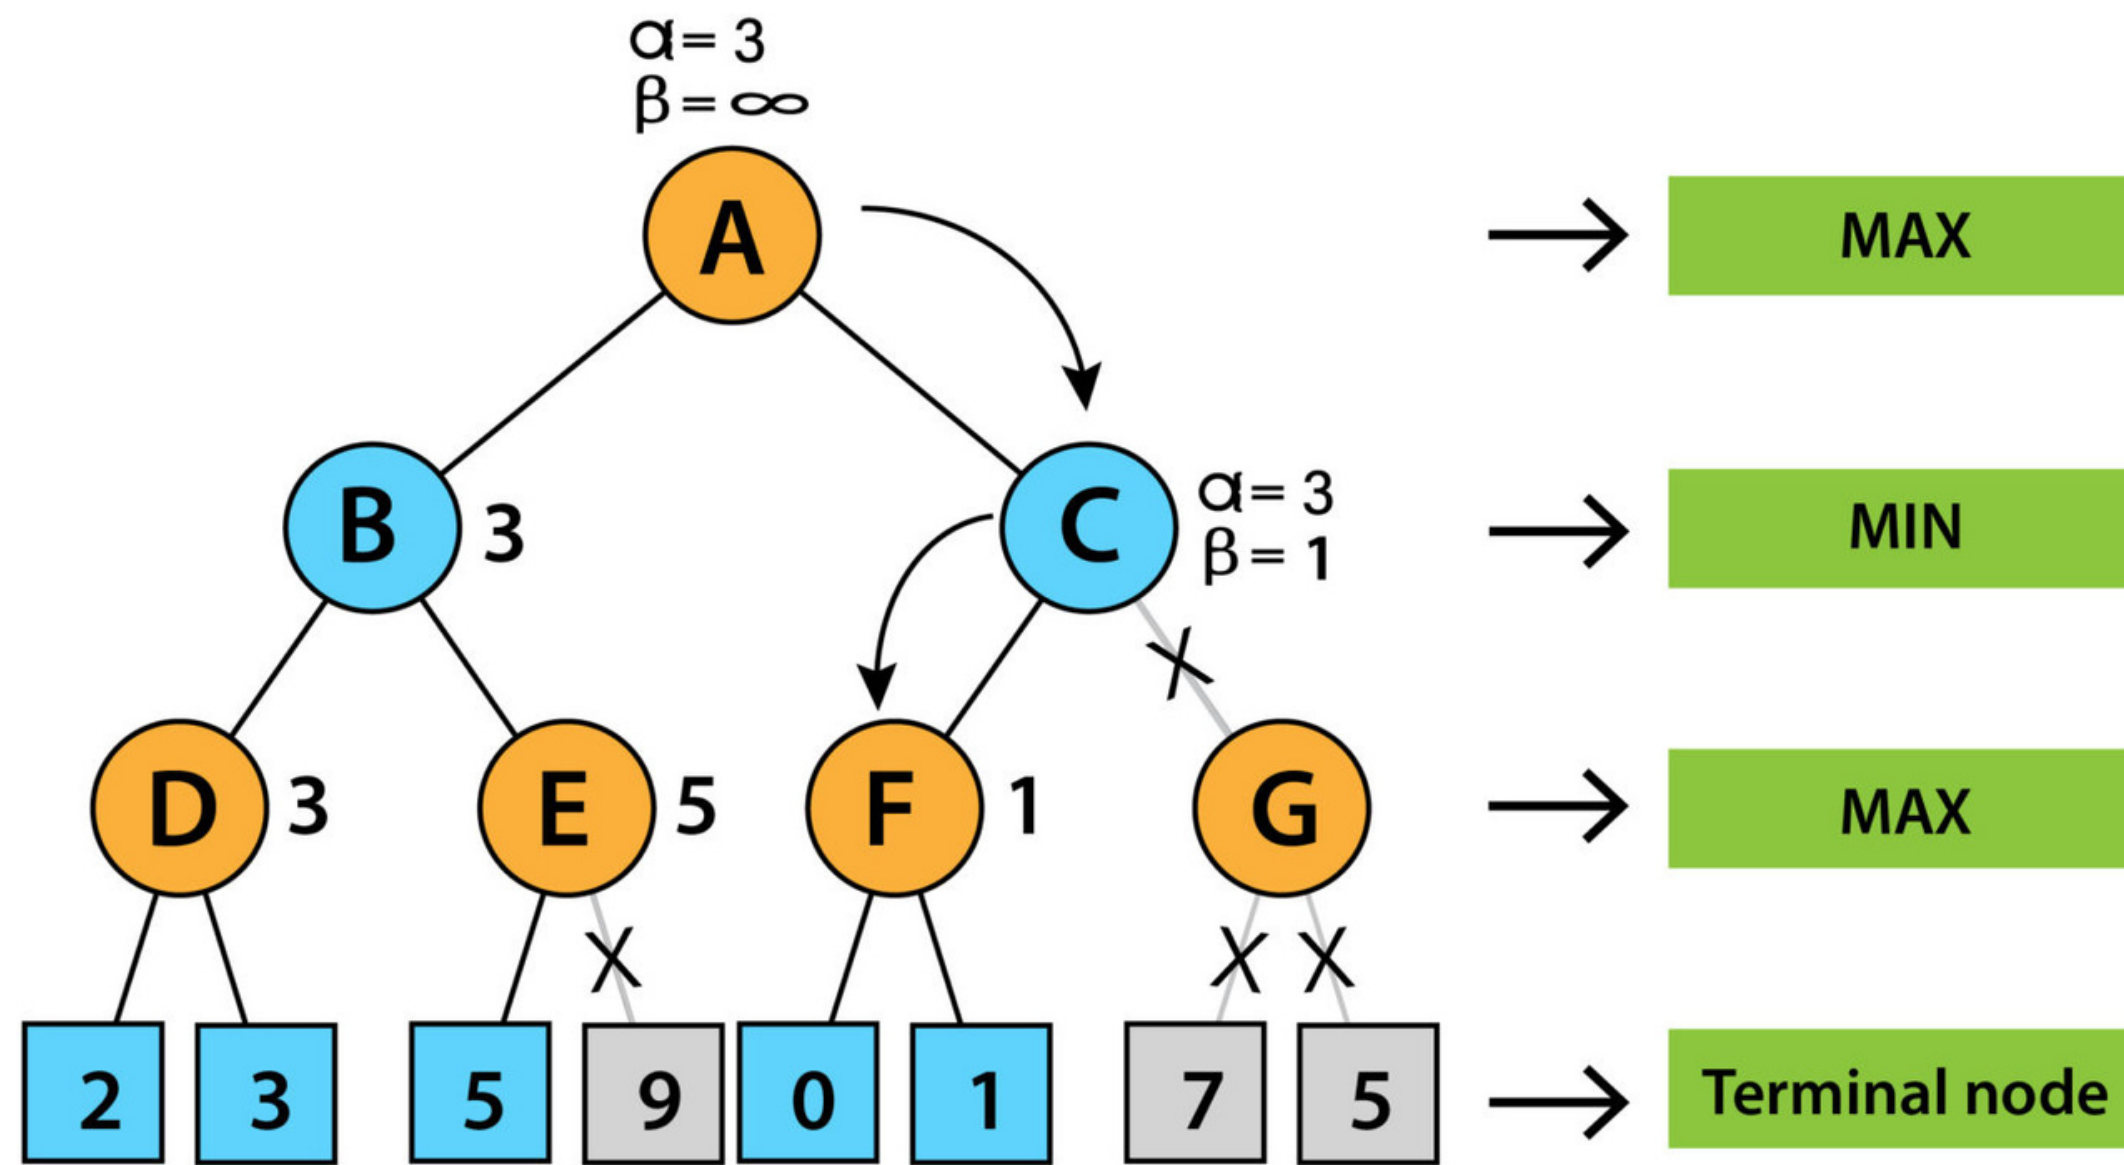 α = 3
β = ∞
A
MAX
B
3
C
α = 3
β = 1
MIN
X
D
3
E
5
F
1
G
MAX
X
X
X
2
3
5
9
0
1
7
5
Terminal node